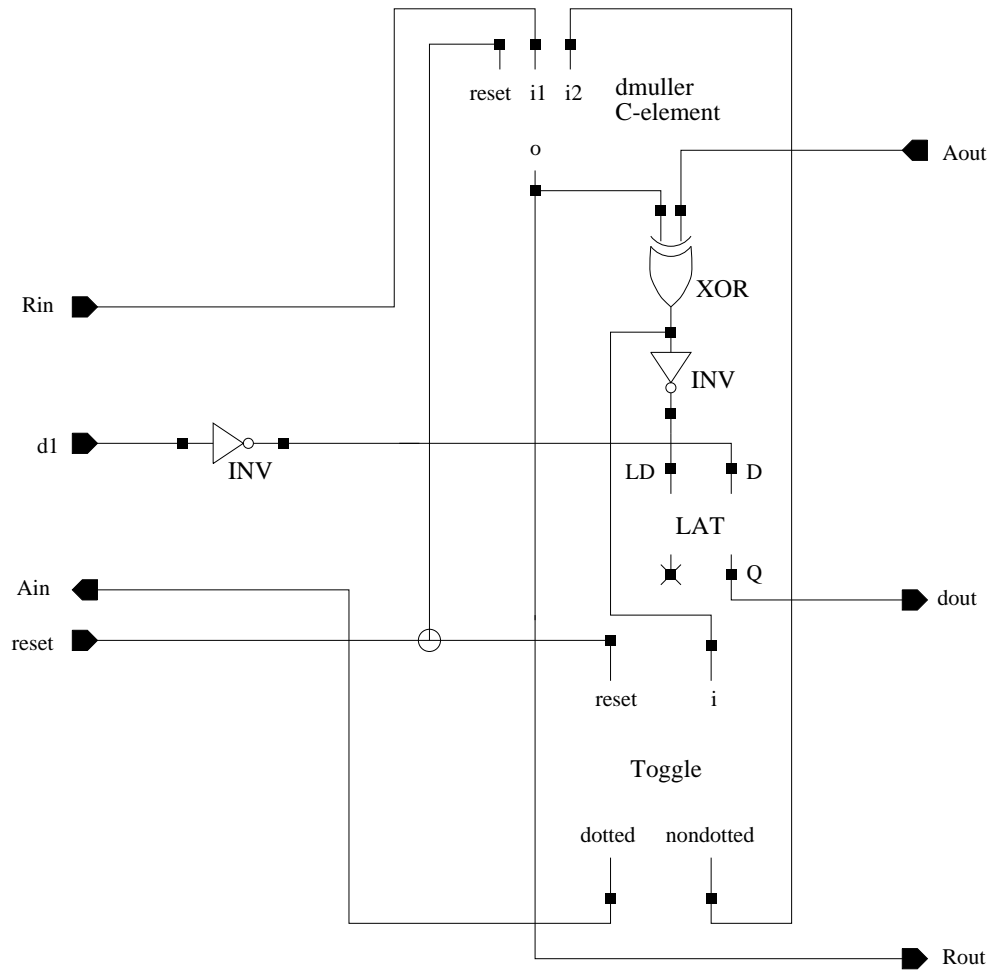 reset i1 i2
dmuller
C-element
o
Aout
XOR
Rin
INV
d1
INV
LD
D
LAT
Ain
Q
dout
reset
reset
i
Toggle
dotted
nondotted
Rout